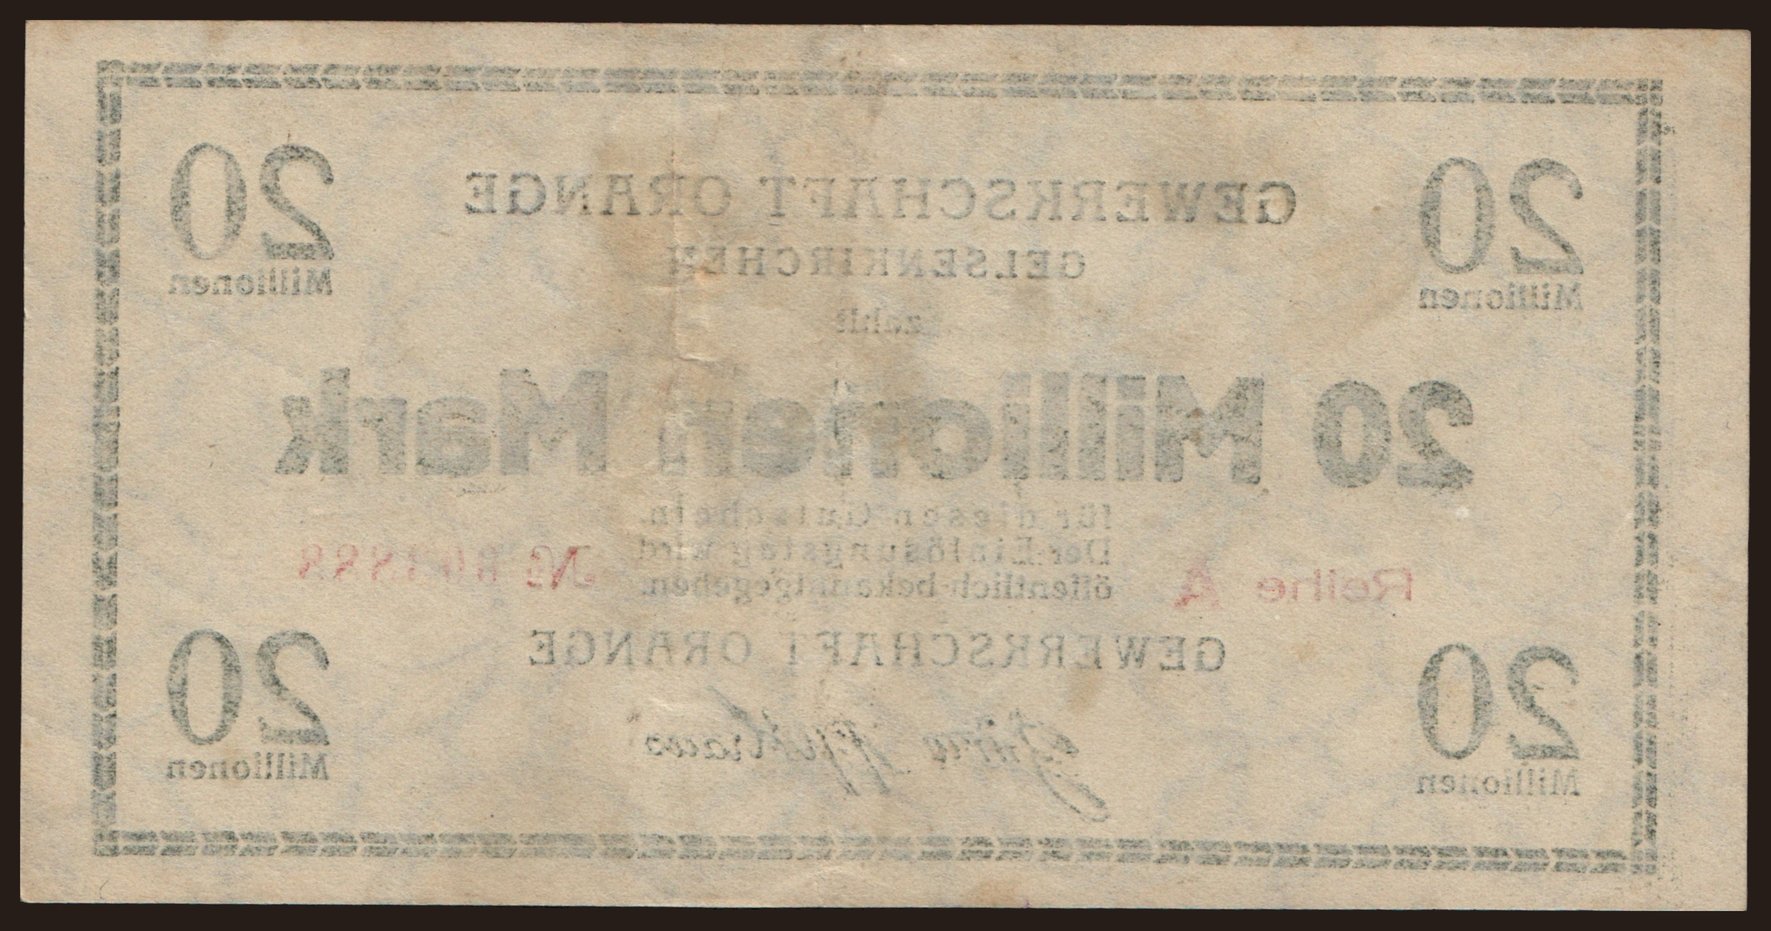 20 20
Millionen Millionen
GEWERKSCHAFT ORANGE
GELSENKIRCHEN
zahlt
20 Millionen Mark
für diesen Gutschein.
Der Einlösungstag wird
öffentlich bekanntgegeben.
Reihe A
№
GEWERKSCHAFT ORANGE
20 20
Millionen Millionen